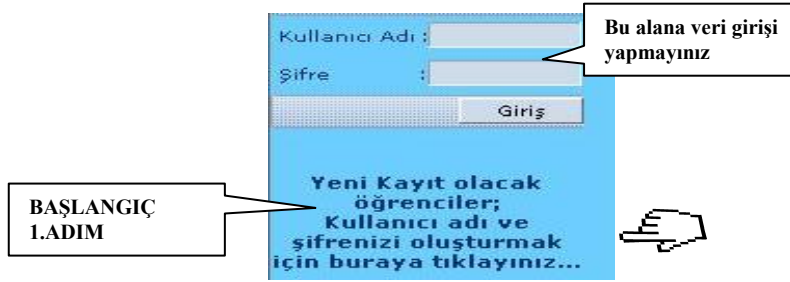 Kullanıcı Adı :
Bu alana veri girişi
yapmayınız
Şifre :
Giriş
BAŞLANGIÇ
1.ADIM
Yeni Kayıt olacak
öğrenciler;
Kullanıcı adı ve
şifrenizi oluşturmak
için buraya tıklayınız...